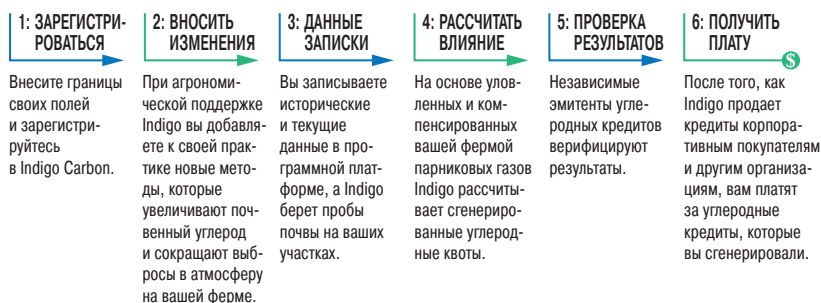 1: ЗАРЕГИСТРИ-
РОВАТЬСЯ
Внесите границы
своих полей
и зарегистри-
руйтесь
в Indigo Carbon.
2: ВНОСИТЬ
ИЗМЕНЕНИЯ
При агрономи-
ческой поддержке
Indigo вы добавля-
ете к своей прак-
тике новые мето-
ды, которые
увеличивают поч-
венный углерод
и сокращают выб-
росы в атмосферу
на вашей ферме.
3: ДАННЫЕ
ЗАПИСКИ
Вы записываете
исторические
и текущие
данные в про-
граммной плат-
форме, а Indigo
берет пробы
почвы на ваших
участках.
4: РАССЧИТАТЬ
ВЛИЯНИЕ
На основе улов-
ленных и ком-
пенсированных
вашей фермой
парниковых газов
Indigo рассчиты-
вает сгенериро-
ванные углерод-
ные квоты.
5: ПРОВЕРКА
РЕЗУЛЬТАТОВ
Независимые
эмитенты угле-
родных кредитов
верифицируют
результаты.
6: ПОЛУЧИТЬ
ПЛАТУ
$
После того, как
Indigo продает
кредиты корпора-
тивным покупателям
и другим организа-
циям, вам платят
за углеродные
кредиты, которые
вы сгенерировали.